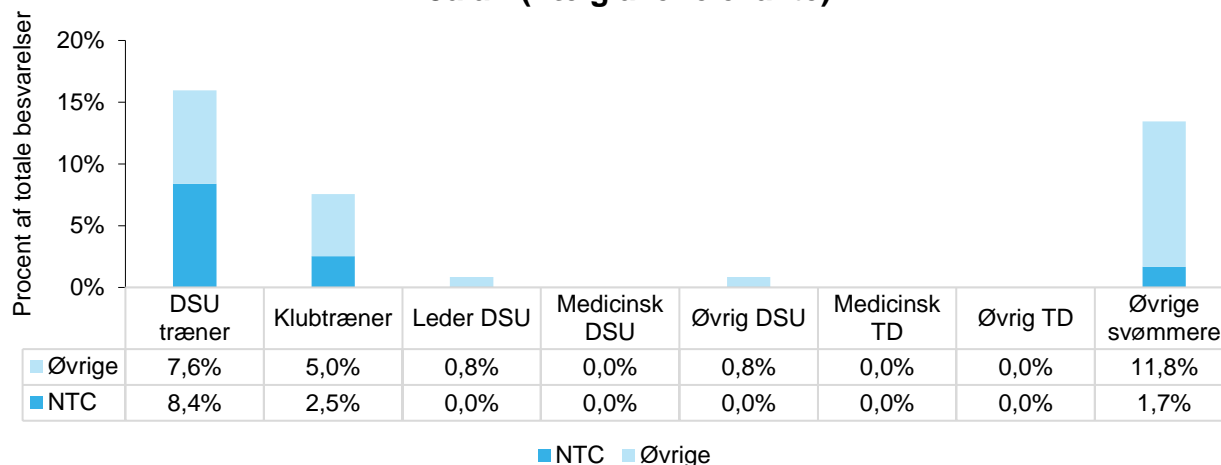 20%
15%
10%
5%
0%
Procent af totale besvarelser
DSU træner Klubtræner Leder DSU Medicinsk DSU Øvrig DSU Medicinsk TD Øvrig TD Øvrige svømmere
Øvrige 7,6% 5,0% 0,8% 0,0% 0,8% 0,0% 0,0% 11,8%
NTC 8,4% 2,5% 0,0% 0,0% 0,0% 0,0% 0,0% 1,7%
NTC Øvrige